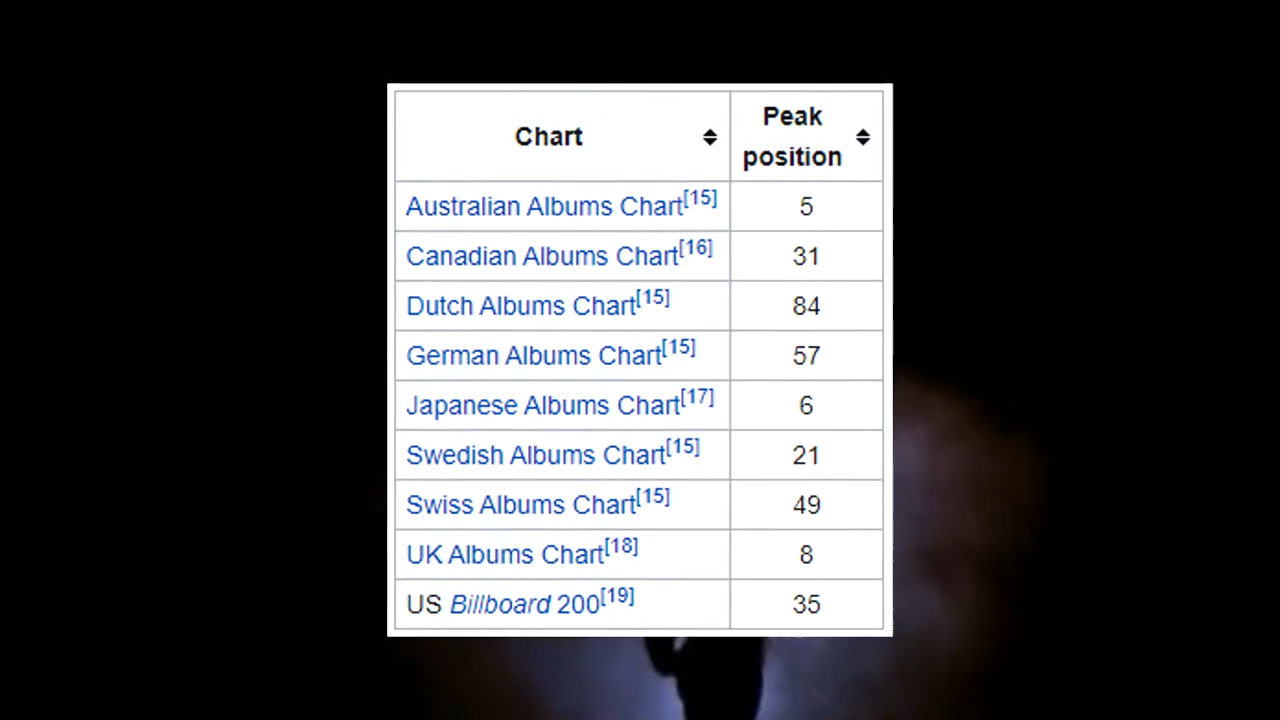 Chart
Peak
position
Australian Albums Chart[15] 5
Canadian Albums Chart[16] 31
Dutch Albums Chart[15] 84
German Albums Chart[15] 57
Japanese Albums Chart[17] 6
Swedish Albums Chart[15] 21
Swiss Albums Chart[15] 49
UK Albums Chart[18] 8
US Billboard 200[19] 35